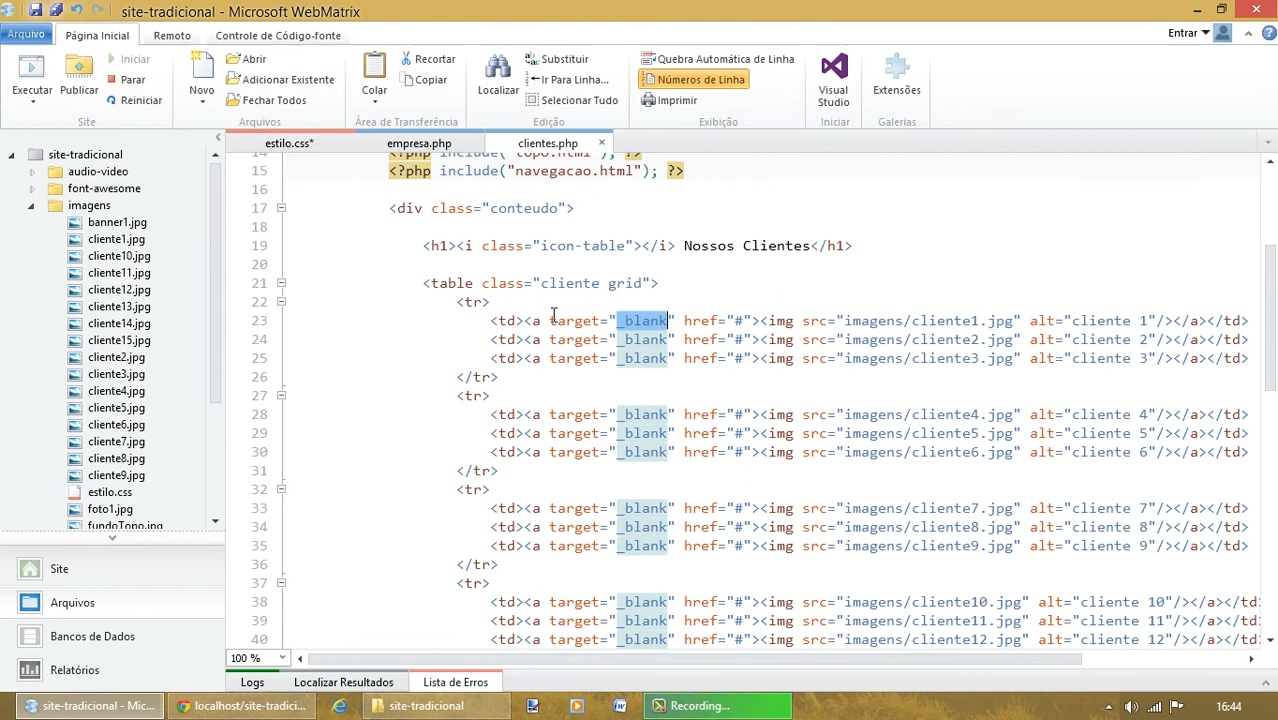 site-tradicional - Microsoft WebMatrix
Arquivo Página Inicial Remoto Controle de Código-fonte Entrar
Executar Publicar Iniciar Parar Reiniciar Site
Novo Abrir Adicionar Existente Fechar Todos Arquivos
Colar Recortar Copiar Área de Transferência
Localizar Substituir Ir Para Linha... Selecionar Tudo Edição
Quebra Automática de Linha Números de Linha Imprimir Exibição
Visual Studio Iniciar
Extensões Galerias
estilo.css* empresa.php clientes.php
site-tradicional
audio-video
font-awesome
imagens
banner1.jpg
cliente1.jpg
cliente10.jpg
cliente11.jpg
cliente12.jpg
cliente13.jpg
cliente14.jpg
cliente15.jpg
cliente2.jpg
cliente3.jpg
cliente4.jpg
cliente5.jpg
cliente6.jpg
cliente7.jpg
cliente8.jpg
cliente9.jpg
estilo.css
foto1.jpg
fundoTopo.jpg
Site
Arquivos
Bancos de Dados
Relatórios
14 <?php include("topo.html"); ?>
15 <?php include("navegacao.html"); ?>
16
17 <div class="conteudo">
18
19 <h1><i class="icon-table"></i> Nossos Clientes</h1>
20
21 <table class="cliente grid">
22 <tr>
23 <td><a target="_blank" href="#"><img src="imagens/cliente1.jpg" alt="cliente 1"/></a></td>
24 <td><a target="_blank" href="#"><img src="imagens/cliente2.jpg" alt="cliente 2"/></a></td>
25 <td><a target="_blank" href="#"><img src="imagens/cliente3.jpg" alt="cliente 3"/></a></td>
26 </tr>
27 <tr>
28 <td><a target="_blank" href="#"><img src="imagens/cliente4.jpg" alt="cliente 4"/></a></td>
29 <td><a target="_blank" href="#"><img src="imagens/cliente5.jpg" alt="cliente 5"/></a></td>
30 <td><a target="_blank" href="#"><img src="imagens/cliente6.jpg" alt="cliente 6"/></a></td>
31 </tr>
32 <tr>
33 <td><a target="_blank" href="#"><img src="imagens/cliente7.jpg" alt="cliente 7"/></a></td>
34 <td><a target="_blank" href="#"><img src="imagens/cliente8.jpg" alt="cliente 8"/></a></td>
35 <td><a target="_blank" href="#"><img src="imagens/cliente9.jpg" alt="cliente 9"/></a></td>
36 </tr>
37 <tr>
38 <td><a target="_blank" href="#"><img src="imagens/cliente10.jpg" alt="cliente 10"/></a></td>
39 <td><a target="_blank" href="#"><img src="imagens/cliente11.jpg" alt="cliente 11"/></a></td>
40 <td><a target="_blank" href="#"><img src="imagens/cliente12.jpg" alt="cliente 12"/></a></td>
100 %
Logs Localizar Resultados Lista de Erros
site-tradicional - Mic... localhost/site-tradici... site-tradicional Recording... 16:44